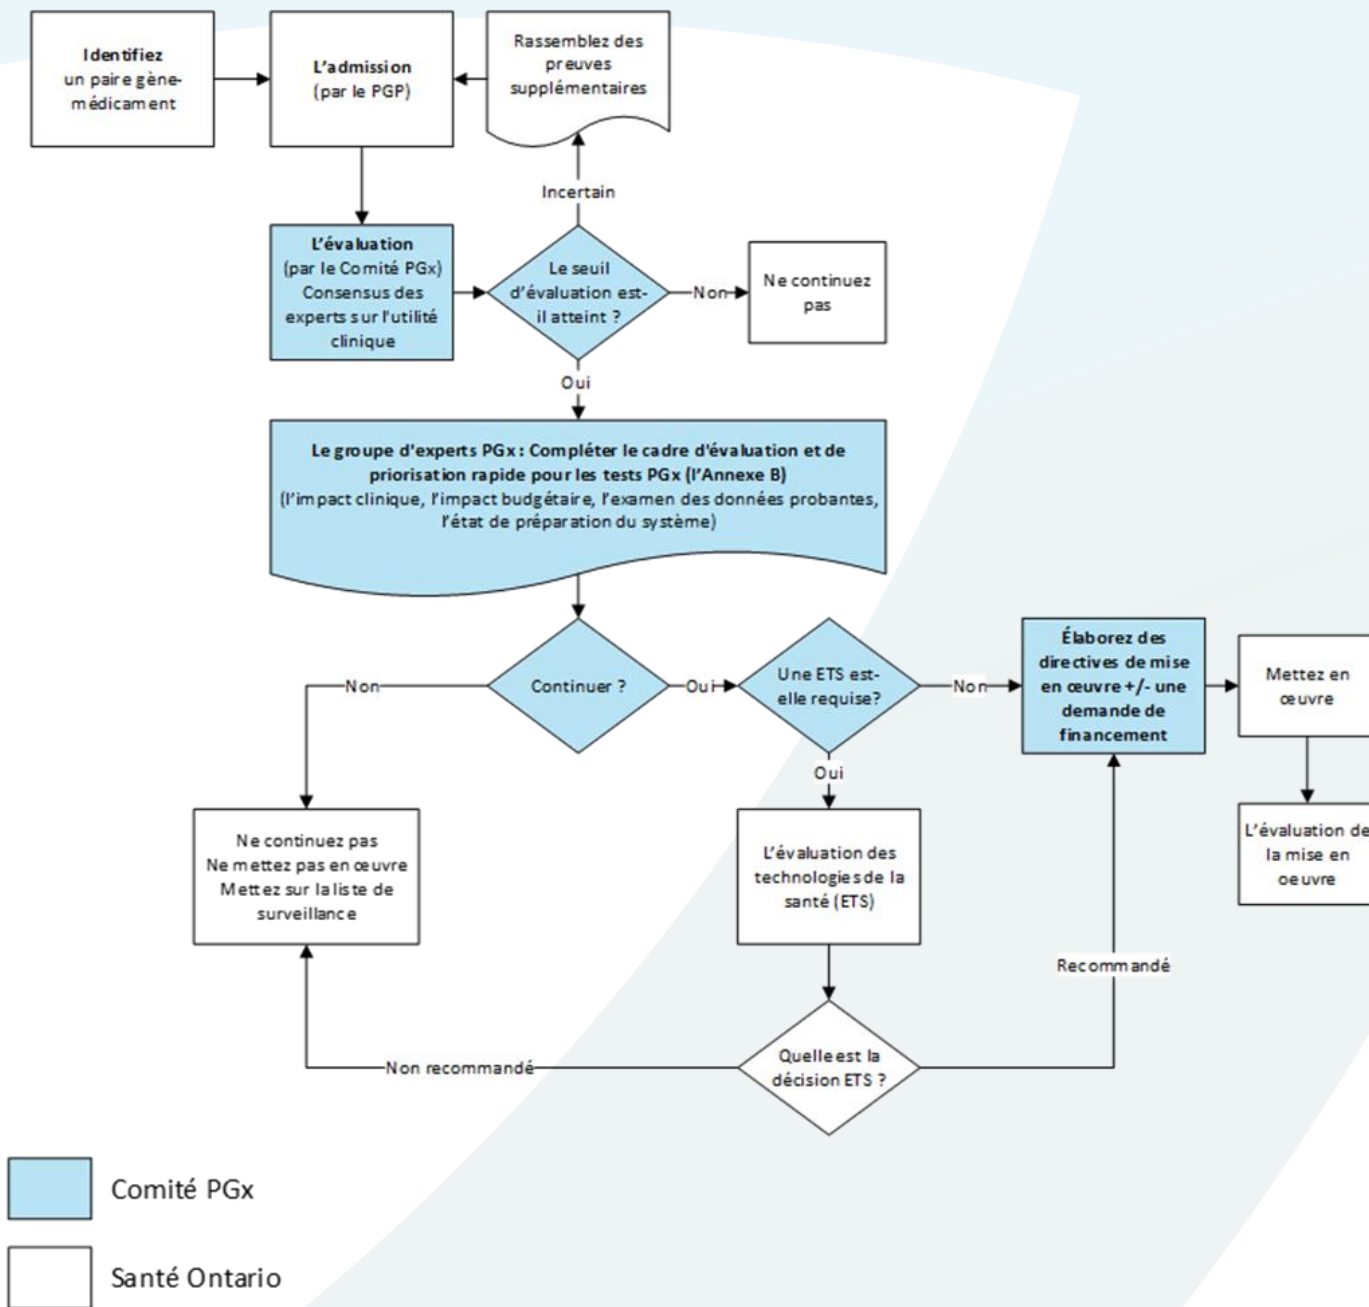 Identifiez
un paire gène-
médicament
L'admission
(par le PGP)
Rassemblez des
preuves
supplémentaires
Incertain
L'évaluation
(par le Comité PGx)
Consensus des
experts sur l'utilité
clinique
Le seuil
d'évaluation est-
il atteint ?
Non
Ne continuez
pas
Oui
Le groupe d'experts PGx : Compléter le cadre d'évaluation et de
priorisation rapide pour les tests PGx (l'Annexe B)
(l'impact clinique, l'impact budgétaire, l'examen des données probantes,
l'état de préparation du système)
Non
Continuer ?
Oui
Une ETS est-
elle requise?
Non
Élaborez des
directives de mise
en œuvre +/- une
demande de
financement
Mettez en
œuvre
Oui
Ne continuez pas
Ne mettez pas en œuvre
Mettez sur la liste de
surveillance
L'évaluation des
technologies de la
santé (ETS)
L'évaluation de
la mise en
oeuvre
Recommandé
Non recommandé
Quelle est la
décision ETS ?
Comité PGx
Santé Ontario